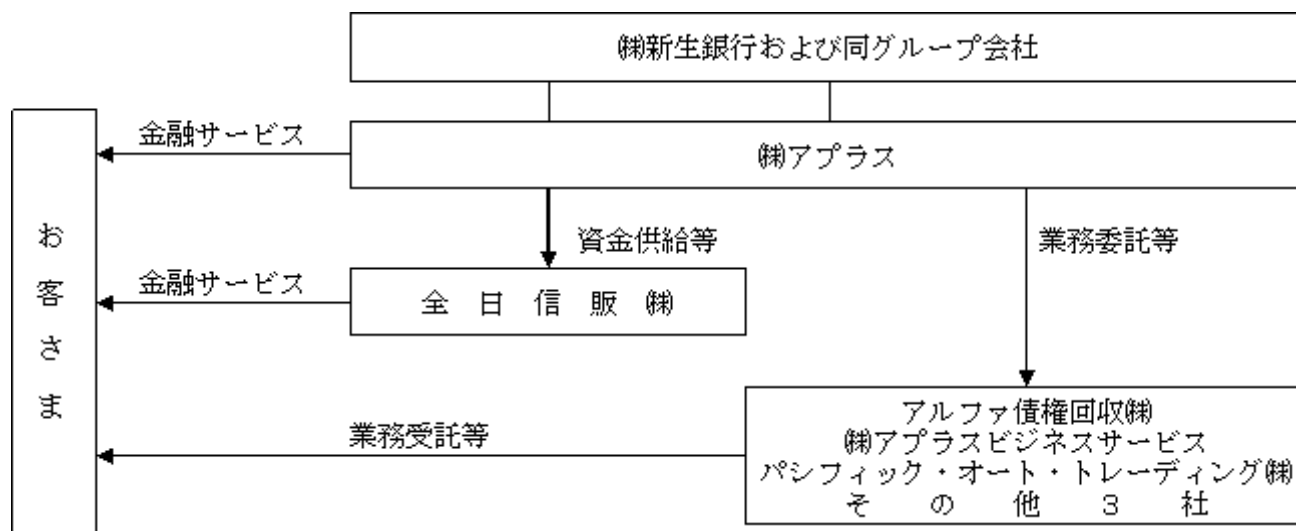 ㈱新生銀行および同グループ会社
金融サービス
㈱アプラス
お客さま
資金供給等
業務委託等
金融サービス
全日信販㈱
アルファ債権回収㈱
㈱アプラスビジネスサービス
パシフィック・オート・トレーディング㈱
その他3社
業務受託等